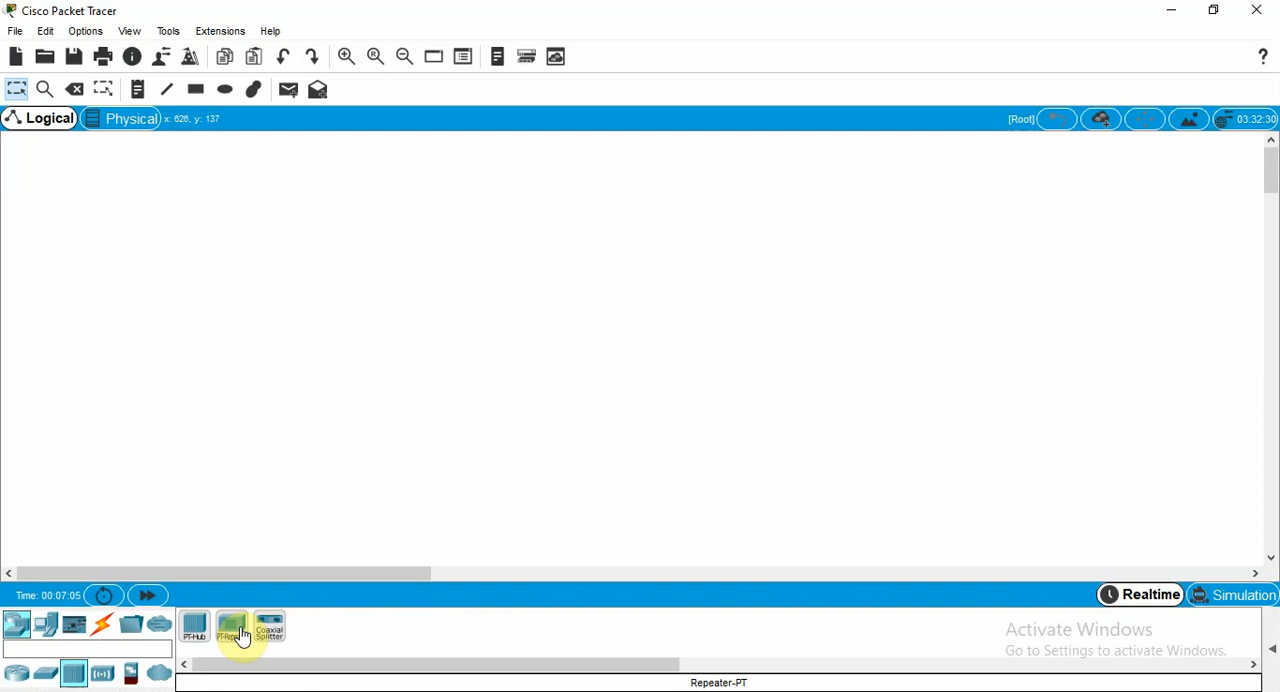 Cisco Packet Tracer
File Edit Options View Tools Extensions Help
Logical Physical x: 626, y: 137 [Root] 03:32:30
Time: 00:07:05 Realtime Simulation
PT-Hub Coaxial Splitter
Activate Windows
Go to Settings to activate Windows.
Repeater-PT